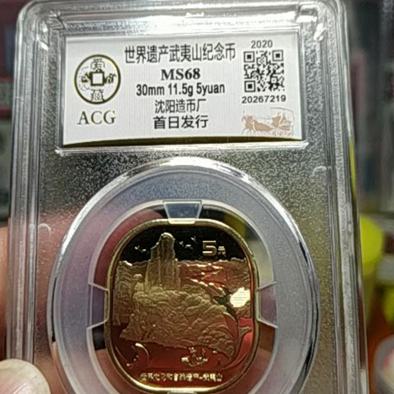 世界遗产武夷山纪念币
2020
MS68
30mm 11.5g 5yuan
沈阳造币厂
首日发行
20267219
ACG
5元